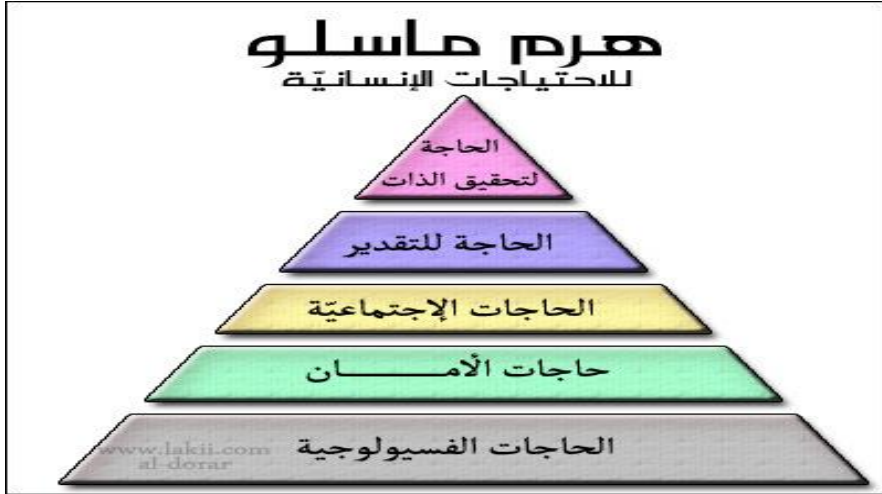 هرم ماسلو
للاحتياجات الإنسانيّة
الحاجة
لتحقيق الذات
الحاجة للتقدير
الحاجات الإجتماعيّة
حاجات الأمـــــــان
الحاجات الفسيولوجية
www.lakii.com
al-dorar